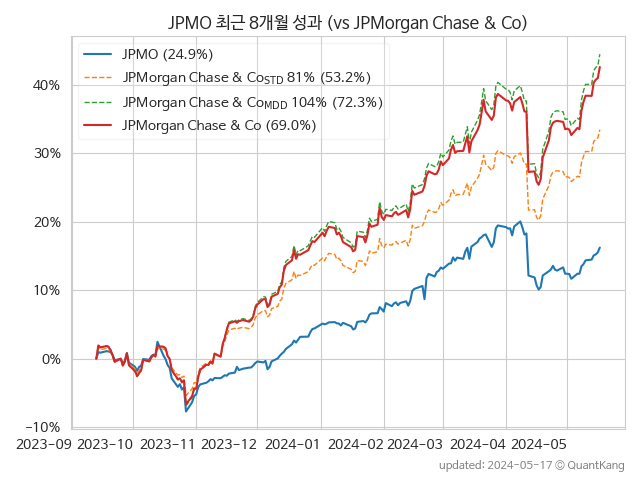 JPMO 최근 8개월 성과 (vs JPMorgan Chase & Co)
JPMO (24.9%)
JPMorgan Chase & Co_STD 81% (53.2%)
JPMorgan Chase & Co_MDD 104% (72.3%)
JPMorgan Chase & Co (69.0%)
40%
30%
20%
10%
0%
−10%
2023-09 2023-10 2023-11 2023-12 2024-01 2024-02 2024-03 2024-04 2024-05
updated: 2024-05-17 ⓒ QuantKang